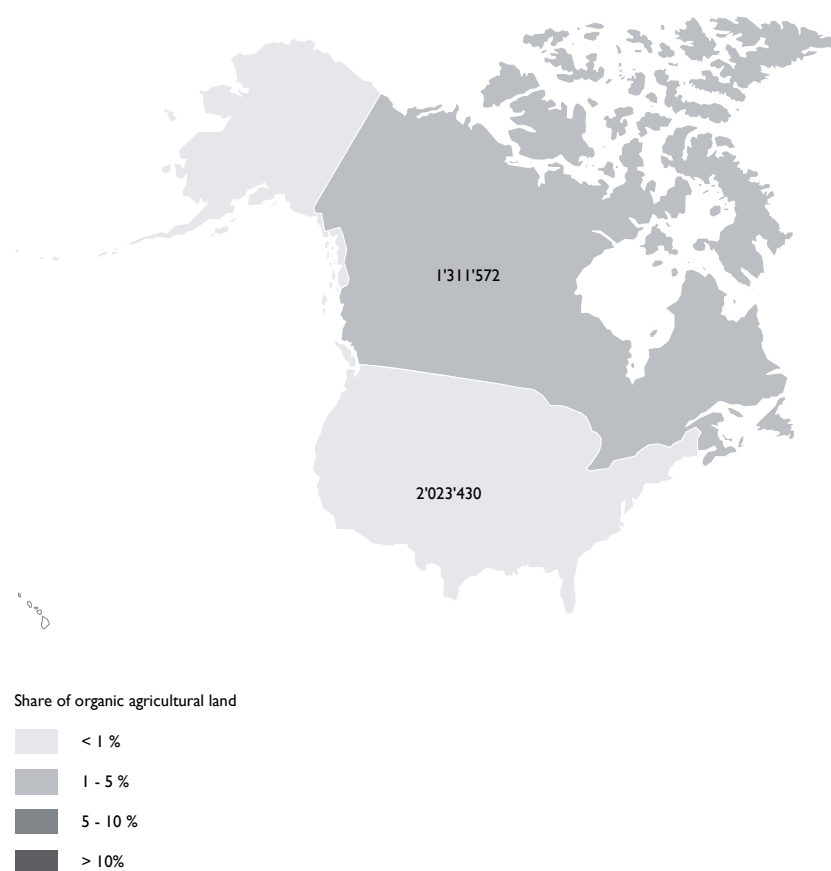 1'311'572
2'023'430
Share of organic agricultural land
< 1 %
1 - 5 %
5 - 10 %
> 10%